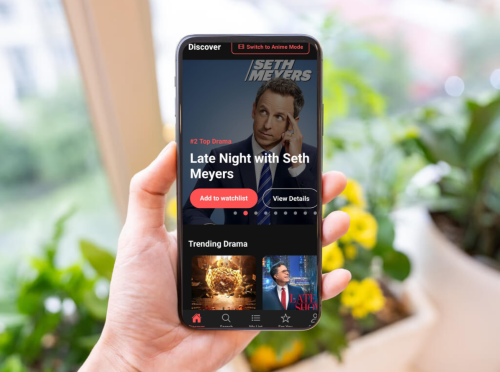 Discover
Switch to Anime Mode
SETH
MEYERS
#2 Top Drama
Late Night with Seth
Meyers
Add to watchlist
View Details
Trending Drama